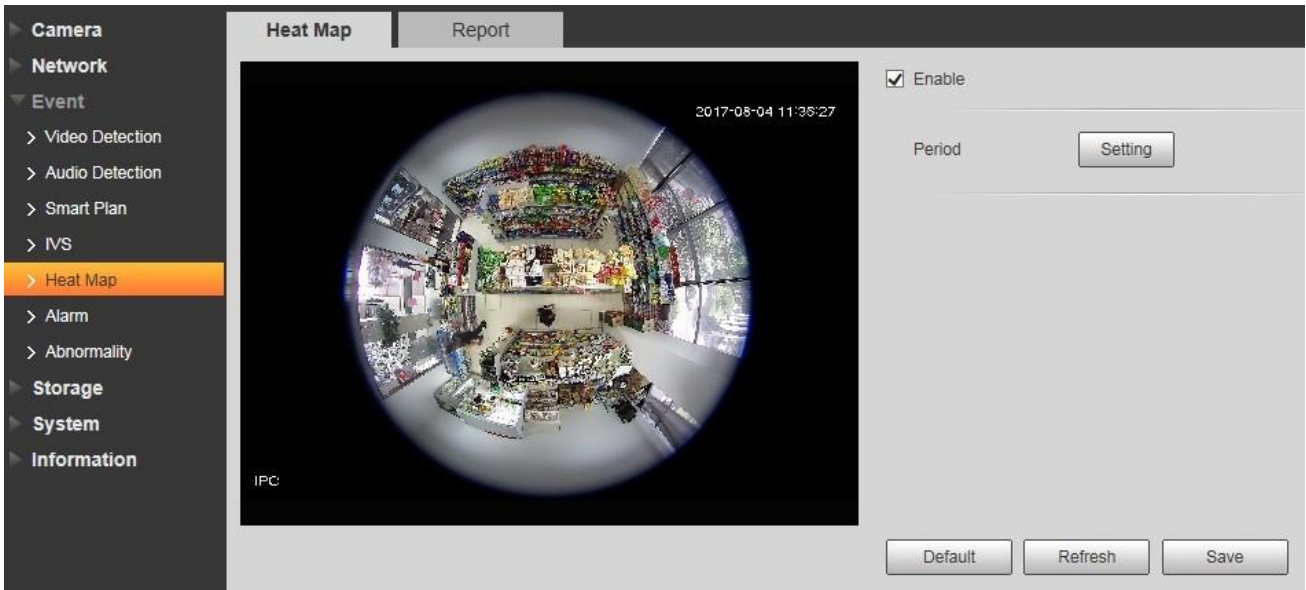 Camera
Network
Event
Video Detection
Audio Detection
Smart Plan
IVS
Heat Map
Alarm
Abnormality
Storage
System
Information
Heat Map
Report
2017-08-04 11:36:27
IPC
Enable
Period
Setting
Default
Refresh
Save